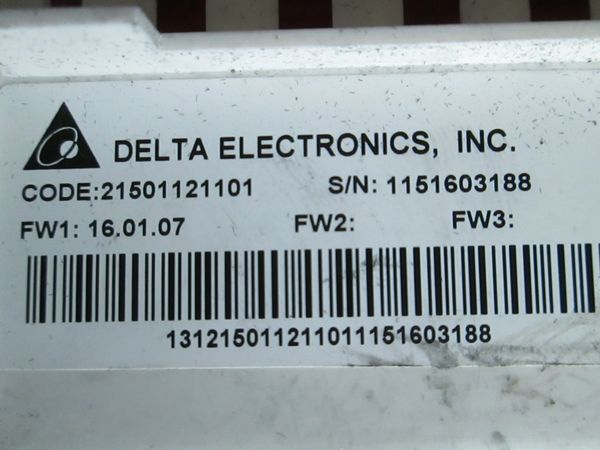 DELTA ELECTRONICS, INC.
CODE:21501121101 S/N: 1151603188
FW1: 16.01.07 FW2: FW3:
131215011211011151603188